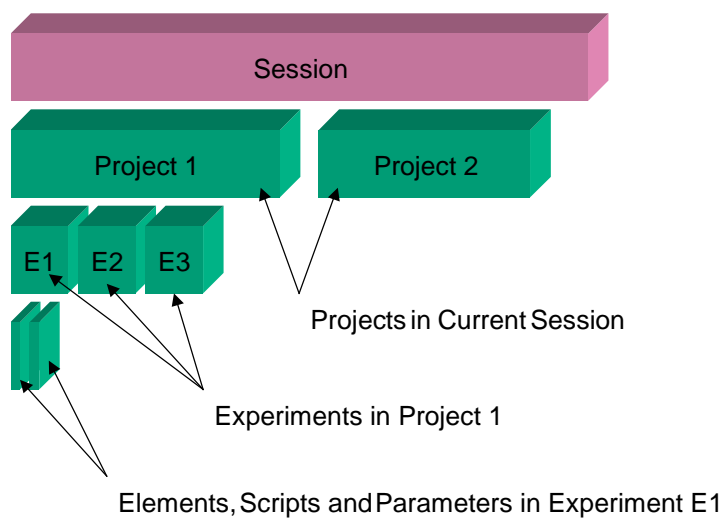 Session
Project 1
Project 2
E1
E2
E3
Projects in Current Session
Experiments in Project 1
Elements, Scripts and Parameters in Experiment E1